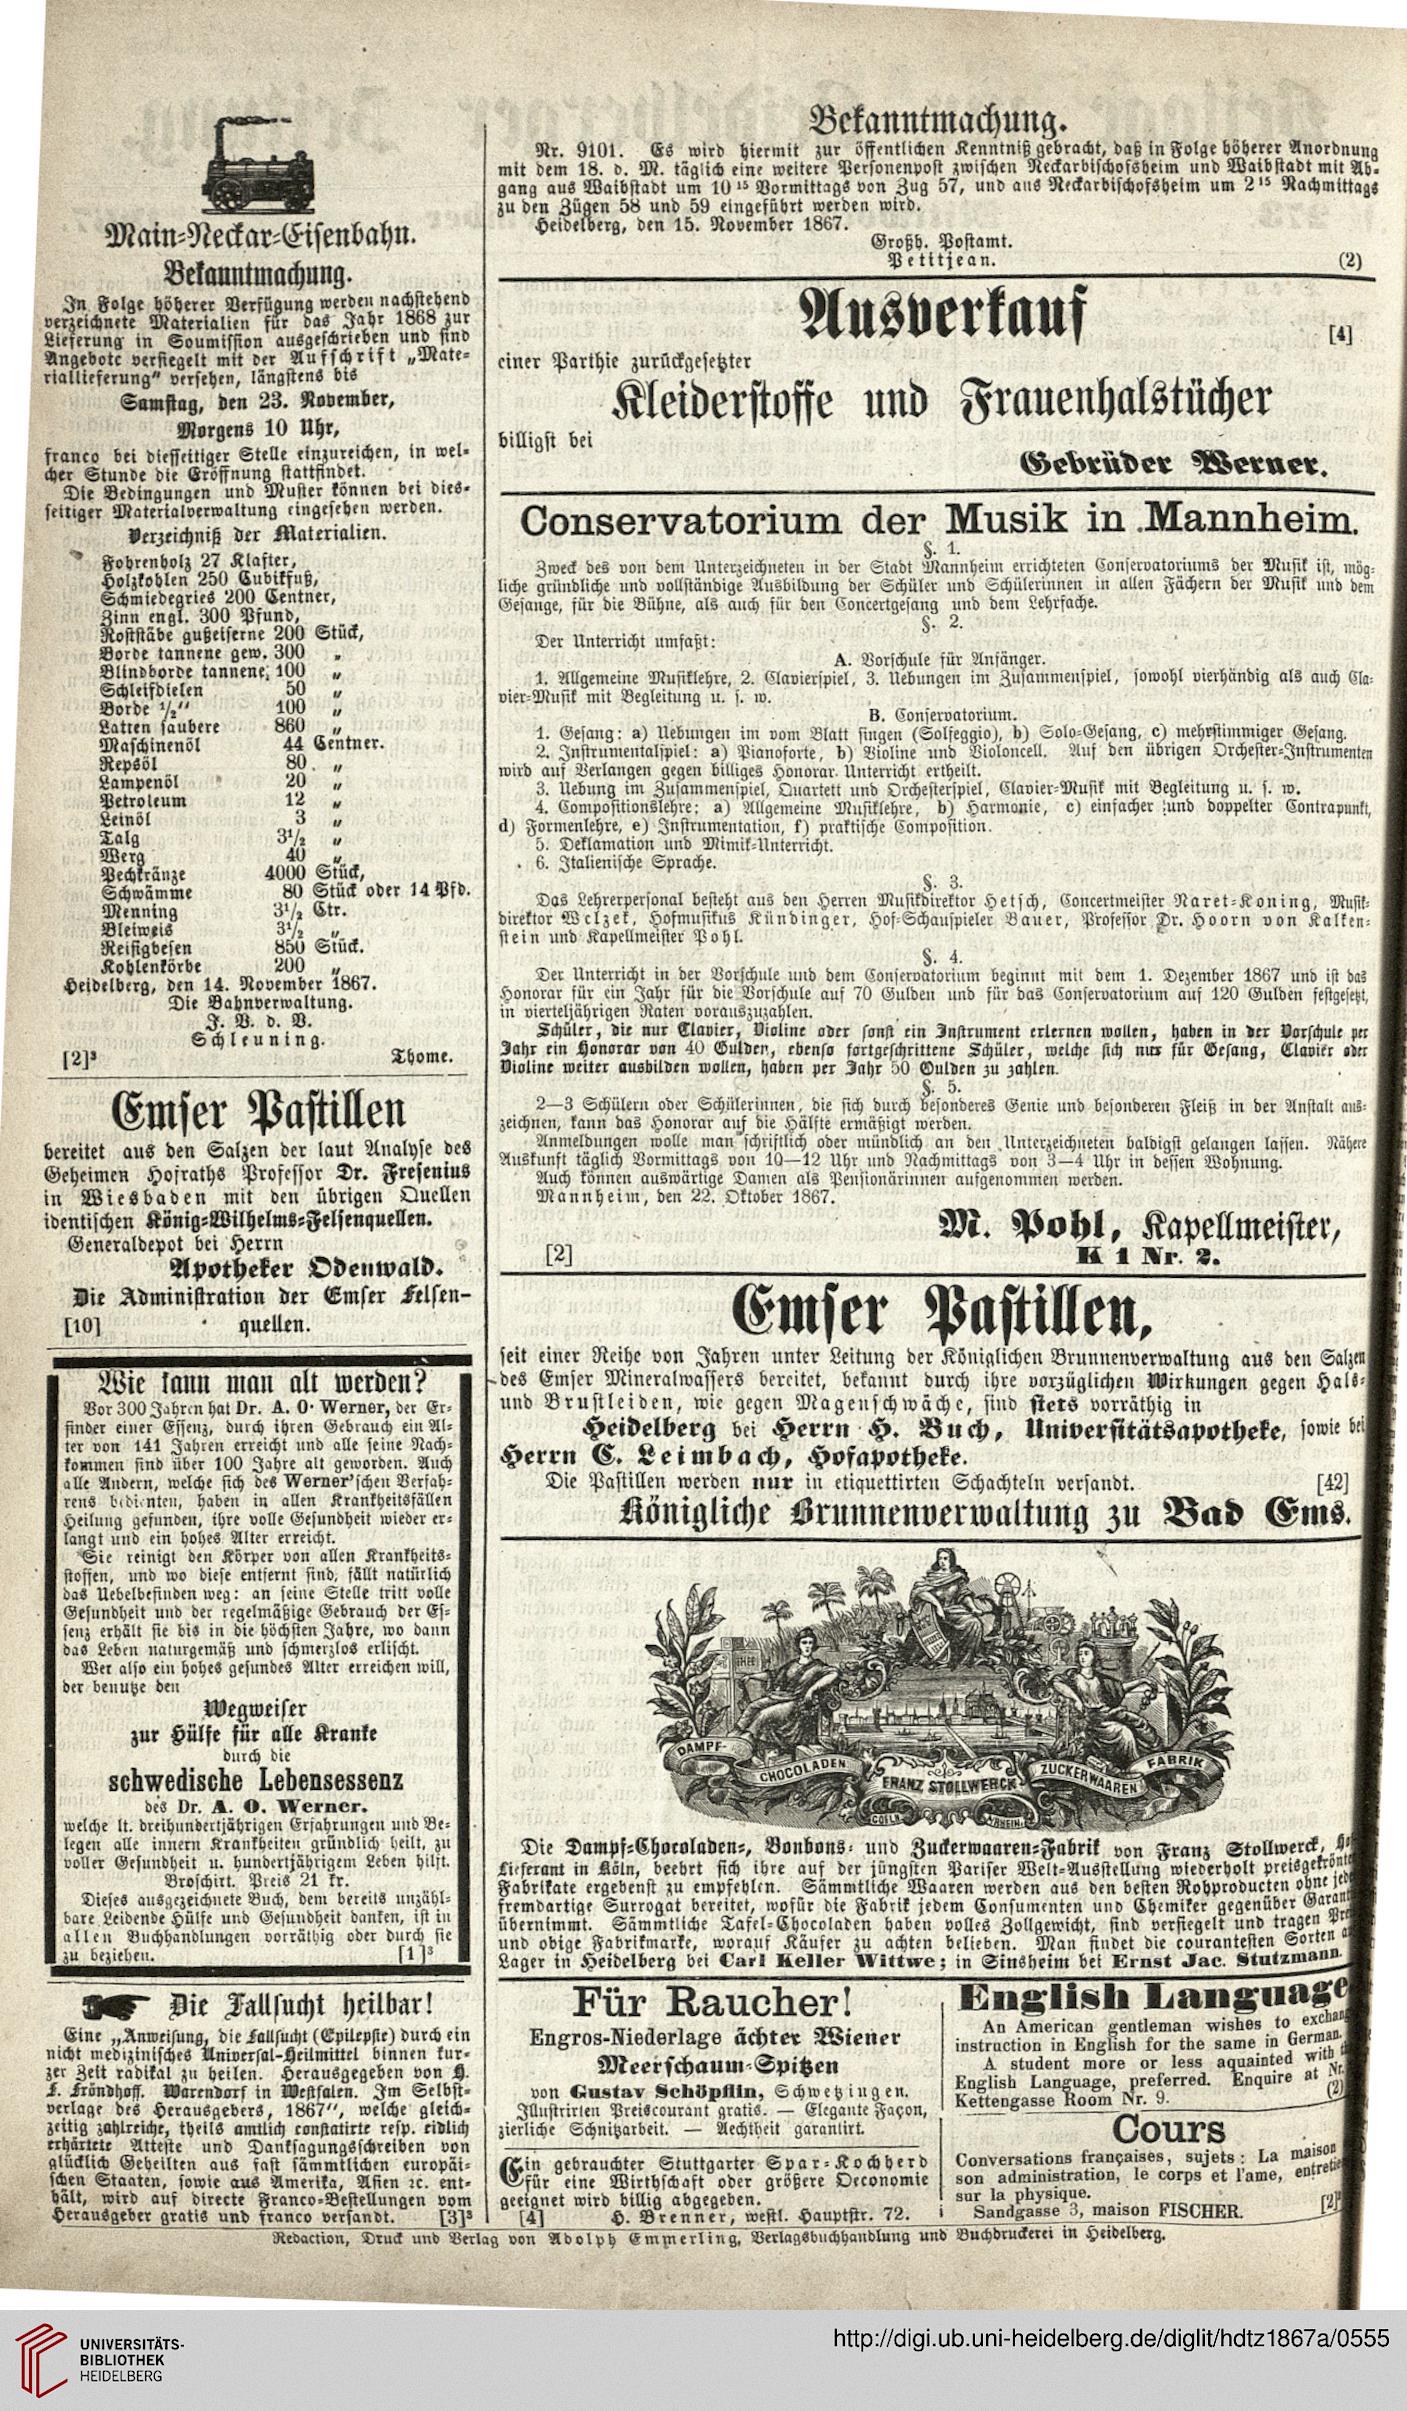 Main-Neckar-Eisenbahn.
Bekanntmachung.
In Folge höherer Verfügung werden nachstehend
verzeichnete Materialien für das Jahr 1868 zur
Lieferung in Soumission ausgeschrieben und sind
Angebote versiegelt mit der Aufschrift „Mate-
riallieferung" versehen, längstens bis
Samstag, den 23. November,
Morgens 10 Uhr,
franco bei diesseitiger Stelle einzureichen, in wel-
cher Stunde die Eröffnung stattfindet.
Die Bedingungen und Muster können bei dies-
seitiger Materialverwaltung eingesehen werden.
Verzeichniß der Materialien.
Fohrenholz 27 Klafter,
Holzkohlen 250 Cubikfuß,
Schmiedegries 200 Centner,
Zinn engl. 300 Pfund,
Roststäbe gußeiserne 200 Stück,
Borde tannene gew. 300 „
Blindborde tannene, 100 „
Schleifdielen 50 „
Borde ½" 100 „
Latten saubere 860 „
Maschinenöl 44 Centner.
Repsöl 80 „
Lampenöl 20 „
Petroleum 12 „
Leinöl 3 „
Talg 3½ „
Werg 40 „
Pechkränze 4000 Stück,
Schwämme 80 Stück oder 14 Pfd.
Menning 3½ Ctr.
Bleiweis 3½ „
Reisigbesen 850 Stück.
Kohlenkörbe 200 „
Heidelberg, den 14. November 1867.
Die Bahnverwaltung.
J. V. d. V.
Schleuning.
[2]³ Thome.
Emser Pastillen
bereitet aus den Salzen der laut Analyse des
Geheimen Hofraths Professor Dr. Fresenius
in Wiesbaden mit den übrigen Quellen
identischen König-Wilhelms-Felsenquellen.
Generaldepot bei Herrn
Apotheker Odenwald.
Die Administration der Emser Felsen-
[10] quellen.
Wie kann man alt werden?
Vor 300 Jahren hat Dr. A. O. Werner, der Er-
finder einer Essenz, durch ihren Gebrauch ein Al-
ter von 141 Jahren erreicht und alle seine Nach-
kommen sind über 100 Jahre alt geworden. Auch
alle Andern, welche sich des Werner'schen Verfah-
rens bedienten, haben in allen Krankheitsfällen
Heilung gefunden, ihre volle Gesundheit wieder er-
langt und ein hohes Alter erreicht.
Sie reinigt den Körper von allen Krankheits-
stoffen, und wo diese entfernt sind, fällt natürlich
das Uebelbefinden weg: an seine Stelle tritt volle
Gesundheit und der regelmäßige Gebrauch der Es-
senz erhält sie bis in die höchsten Jahre, wo dann
das Leben naturgemäß und schmerzlos erlischt.
Wer also ein hohes gesundes Alter erreichen will,
der benutze den
Wegweiser
zur Hülfe für alle Kranke
durch die
schwedische Lebensessenz
des Dr. A. O. Werner.
welche lt. dreihundertjährigen Erfahrungen und Be-
legen alle innern Krankheiten gründlich heilt, zu
voller Gesundheit u. hundertjährigem Leben hilft.
Broschirt. Preis 21 kr.
Dieses ausgezeichnete Buch, dem bereits unzähl-
bare Leidende Hülfe und Gesundheit danken, ist in
allen Buchhandlungen vorräthig oder durch sie
zu beziehen. [1]³
Die Fallsucht heilbar!
Eine „Anweisung, die Fallsucht (Epilepsie) durch ein
nicht medizinisches Universal-Heilmittel binnen kur-
zer Zeit radikal zu heilen. Herausgegeben von H.
F. Fröndhoff. Warendorf in Westfalen. Im Selbst-
verlage des Herausgebers, 1867", welche gleich-
zeitig zahlreiche, theils amtlich constatirte resp. eidlich
erhärtete Atteste und Danksagungsschreiben von
glücklich Geheilten aus fast sämmtlichen europäi-
schen Staaten, sowie aus Amerika, Asien ꝛc. ent-
hält, wird auf directe Franco-Bestellungen vom
Herausgeber gratis und franco versandt. [3]³
Bekanntmachung.
Nr. 9101. Es wird hiermit zur öffentlichen Kenntniß gebracht, daß in Folge höherer Anordnung
mit dem 18. d. M. täglich eine weitere Personenpost zwischen Neckarbischofsheim und Waibstadt mit Ab-
gang aus Waibstadt um 10 15 Vormittags von Zug 57, und aus Neckarbischofsheim um 2 15 Nachmittags
zu den Zügen 58 und 59 eingeführt werden wird.
Heidelberg, den 15. November 1867.
Großh. Postamt.
Petitjean. (2)
Ausverkauf
[4]
einer Parthie zurückgesetzter
Kleiderstoffe und Frauenhalstücher
billigst bei
Gebrüder Werner.
Conservatorium der Musik in Mannheim.
§. 1.
Zweck des von dem Unterzeichneten in der Stadt Mannheim errichteten Conservatoriums der Musik ist, mög-
liche gründliche und vollständige Ausbildung der Schüler und Schülerinnen in allen Fächern der Musik und dem
Gesange, für die Bühne, als auch für den Concertgesang und dem Lehrfache.
§. 2.
Der Unterricht umfaßt:
A. Vorschule für Anfänger.
1. Allgemeine Musiklehre, 2. Clavierspiel, 3. Uebungen im Zusammenspiel, sowohl vierhändig als auch Cla-
vier-Musik mit Begleitung u. s. w.
B. Conservatorium.
1. Gesang: a) Uebungen im vom Blatt singen (Solfeggio), b) Solo-Gesang, c) mehrstimmiger Gesang.
2. Instrumentalspiel: a) Pianoforte, b) Violine und Violoncell. Auf den übrigen Orchester-Instrumenten
wird auf Verlangen gegen billiges Honorar Unterricht ertheilt.
3. Uebung im Zusammenspiel, Quartett und Orchesterspiel, Clavier-Musik mit Begleitung u. s. w.
4. Compositionslehre: a) Allgemeine Musiklehre, b) Harmonie, c) einfacher und doppelter Contrapunkt,
d) Formenlehre, e) Instrumentation, f) praktische Composition.
5. Deklamation und Mimik-Unterricht.
6. Italienische Sprache.
§. 3.
Das Lehrerpersonal besteht aus den Herren Musikdirektor Hetsch, Concertmeister Naret-Koning, Musik-
direktor Welzek, Hofmusikus Kündinger, Hof-Schauspieler Bauer, Professor Dr. Hoorn von Kalken-
stein und Kapellmeister Pohl.
§. 4.
Der Unterricht in der Vorschule und dem Conservatorium beginnt mit dem 1. Dezember 1867 und ist das
Honorar für ein Jahr für die Vorschule auf 70 Gulden und für das Conservatorium auf 120 Gulden festgesetzt,
in vierteljährigen Raten vorauszuzahlen.
Schüler, die nur Clavier, Violine oder sonst ein Instrument erlernen wollen, haben in der Vorschule per
Jahr ein Honorar von 40 Gulden, ebenso fortgeschrittene Schüler, welche sich nur für Gesang, Clavier oder
Violine weiter ausbilden wollen, haben per Jahr 50 Gulden zu zahlen.
§. 5.
2—3 Schülern oder Schülerinnen, die sich durch besonderes Genie und besonderen Fleiß in der Anstalt aus-
zeichnen, kann das Honorar auf die Hälfte ermäßigt werden.
Anmeldungen wolle man schriftlich oder mündlich an den Unterzeichneten baldigst gelangen lassen. Nähere
Auskunft täglich Vormittags von 10—12 Uhr und Nachmittags von 3—4 Uhr in dessen Wohnung.
Auch können auswärtige Damen als Pensionärinnen aufgenommen werden.
Mannheim, den 22. Oktober 1867.
M. Pohl, Kapellmeister,
[2] K 1 Nr. 2.
Emser Pastillen,
seit einer Reihe von Jahren unter Leitung der Königlichen Brunnenverwaltung aus den Salzen
des Emser Mineralwassers bereitet, bekannt durch ihre vorzüglichen Wirkungen gegen Hals-
und Brustleiden, wie gegen Magenschwäche, sind stets vorräthig in
Heidelberg bei Herrn H. Buch, Universitätsapotheke, sowie bei
Herrn C. Leimbach, Hofapotheke.
Die Pastillen werden nur in etiquettirten Schachteln versandt. [42]
Königliche Brunnenverwaltung zu Bad Ems.
THEE
DAMPF- CHOCOLADEN FRANZ STOLLWERCK ZUCKERWAAREN FABRIK
COELN A/RHEIN
Die Dampf-Chocoladen-, Bonbons- und Zuckerwaaren-Fabrik von Franz Stollwerck,
Lieferant in Köln, beehrt sich ihre auf der jüngsten Pariser Welt-Ausstellung wiederholt preisgekrönten
Fabrikate ergebenst zu empfehlen. Sämmtliche Waaren werden aus den besten Rohproducten ohne
fremdartige Surrogat bereitet, wofür die Fabrik jedem Consumenten und Chemiker gegenüber
übernimmt. Sämmtliche Tafel-Chocoladen haben volles Zollgewicht, sind versiegelt und tragen
und obige Fabrikmarke, worauf Käufer zu achten belieben. Man findet die courantesten Sorten
Lager in Heidelberg bei Carl Keller Wittwe; in Sinsheim bei Ernst Jac. Stutzmann.
Für Raucher!
Engros-Niederlage ächter Wiener
Meerschaum-Spitzen
von Gustav Schöpflin, Schwetzingen.
Illustrirten Preiscourant gratis. — Elegante Façon,
zierliche Schnitzarbeit. — Aechtheit garantirt.
Ein gebrauchter Stuttgarter Spar-Kochherd
für eine Wirthschaft oder größere Oeconomie
geeignet wird billig abgegeben.
[4] H. Brenner, westl. Hauptstr. 72.
English Language
An American gentleman wishes to
instruction in English for the same in German.
A student more or less aquainted with
English Language, preferred. Enquire at Nr.
Kettengasse Room Nr. 9. (2)
Cours
Conversations françaises, sujets: La maison
son administration, le corps et l'ame,
sur la physique.
Sandgasse 3, maison FISCHER. [2]
Redaction, Druck und Verlag von Adolph Emmerling, Verlagsbuchhandlung und Buchdruckerei in Heidelberg.
UNIVERSITÄTS-
BIBLIOTHEK
HEIDELBERG
http://digi.ub.uni-heidelberg.de/diglit/hdtz1867a/0555